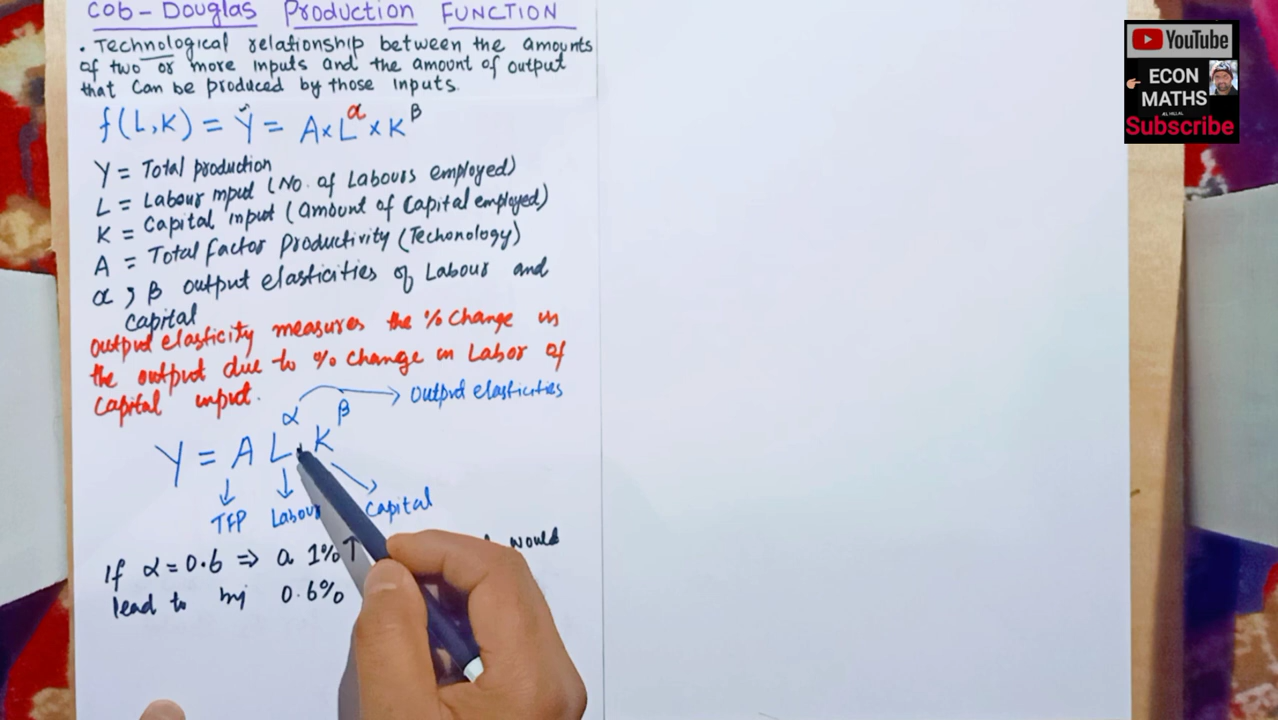 Cob-Douglas Production FUNCTION
• Technological relationship between the amounts
of two or more inputs and the amount of output
that can be produced by those inputs.
f(L,K) = Y = A×L^α×K^β
Y = Total production
L = Labour input (No. of Labours employed)
K = Capital input (amount of Capital employed)
A = Total factor Productivity (Techonology)
α, β output elasticities of Labour and
capital
output elasticity measures the % Change in
the output due to % Change in Labor of
Capital input.
α β → output elasticities
Y = A L K
TFP Labour Capital
If α = 0.6 ⇒ a 1% ↑ would
lead to by 0.6%
YouTube
ECON
MATHS
Subscribe